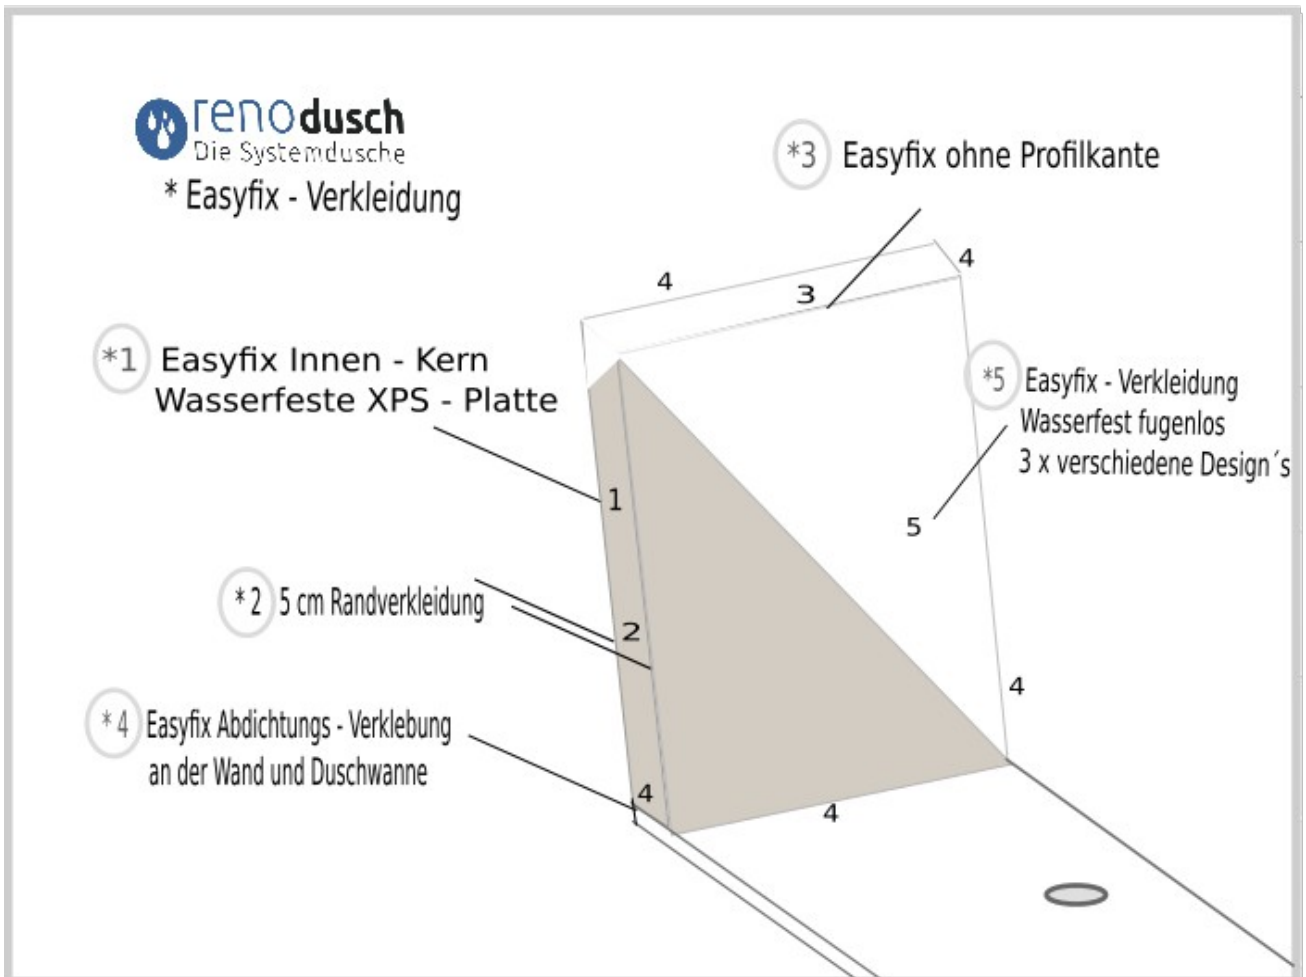 renodusch
Die Systemdusche
* Easyfix - Verkleidung
*3 Easyfix ohne Profilkante
4
4
3
*1 Easyfix Innen - Kern
Wasserfeste XPS - Platte
*5 Easyfix - Verkleidung
Wasserfest fugenlos
3 x verschiedene Design´s
1
5
* 2 5 cm Randverkleidung
2
4
* 4 Easyfix Abdichtungs - Verklebung
an der Wand und Duschwanne
4
4